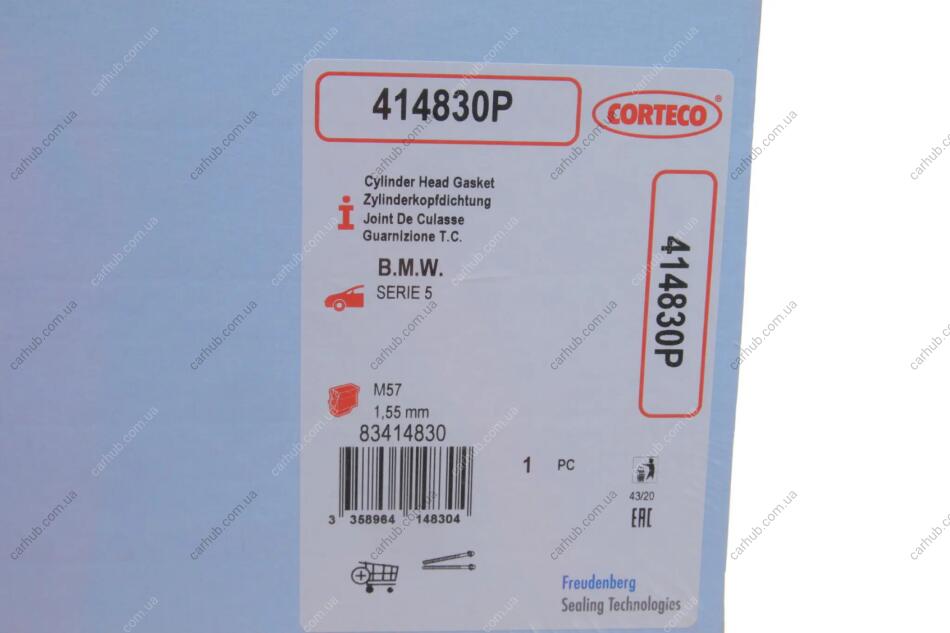 414830P
CORTECO®
Cylinder Head Gasket
Zylinderkopfdichtung
Joint De Culasse
Guarnizione T.C.
B.M.W.
SERIE 5
414830P
M57
1,55 mm
83414830
1 PC
3 358964 148304
43/20
EAC
Freudenberg
Sealing Technologies
carhub.com.ua